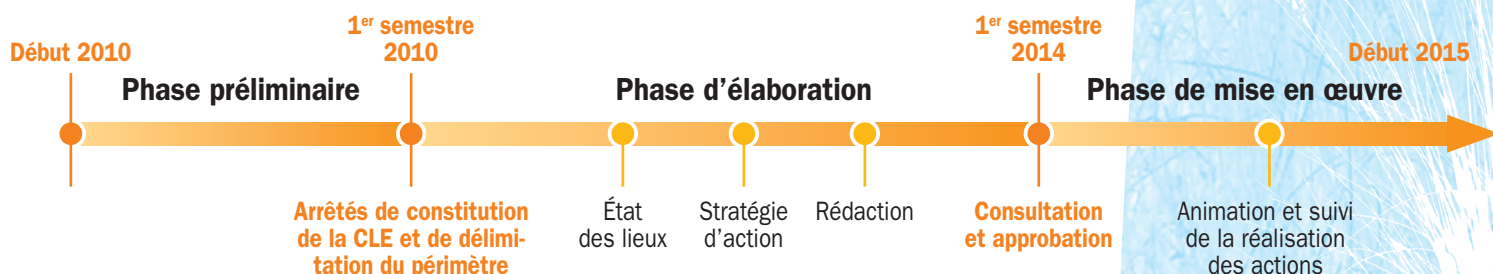 Début 2010
1er semestre
2010
1er semestre
2014
Début 2015
Phase préliminaire
Phase d’élaboration
Phase de mise en œuvre
Arrêtés de constitution
de la CLE et de délimi-
tation du périmètre
État
des lieux
Stratégie
d’action
Rédaction
Consultation
et approbation
Animation et suivi
de la réalisation
des actions